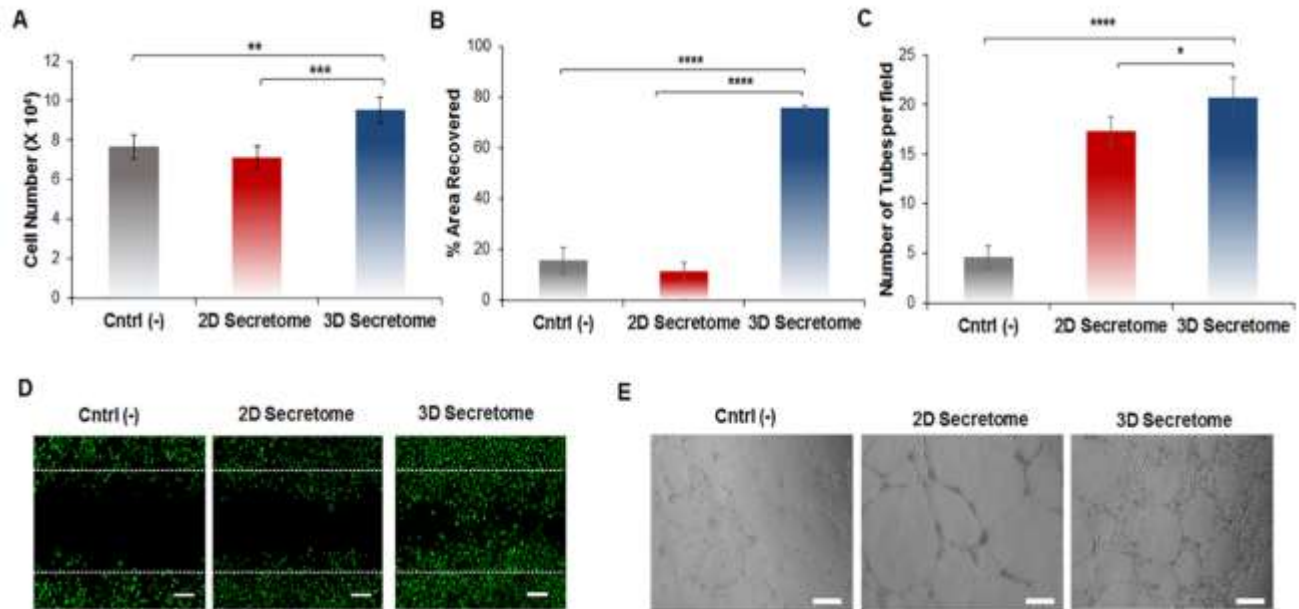 A
**
***
12
10
8
6
4
2
0
Cell Number (X 10⁴)
Cntrl (-) 2D Secretome 3D Secretome
B
****
****
100
80
60
40
20
0
% Area Recovered
Cntrl (-) 2D Secretome 3D Secretome
C
****
*
25
20
15
10
5
0
Number of Tubes per field
Cntrl (-) 2D Secretome 3D Secretome
D
Cntrl (-) 2D Secretome 3D Secretome
E
Cntrl (-) 2D Secretome 3D Secretome